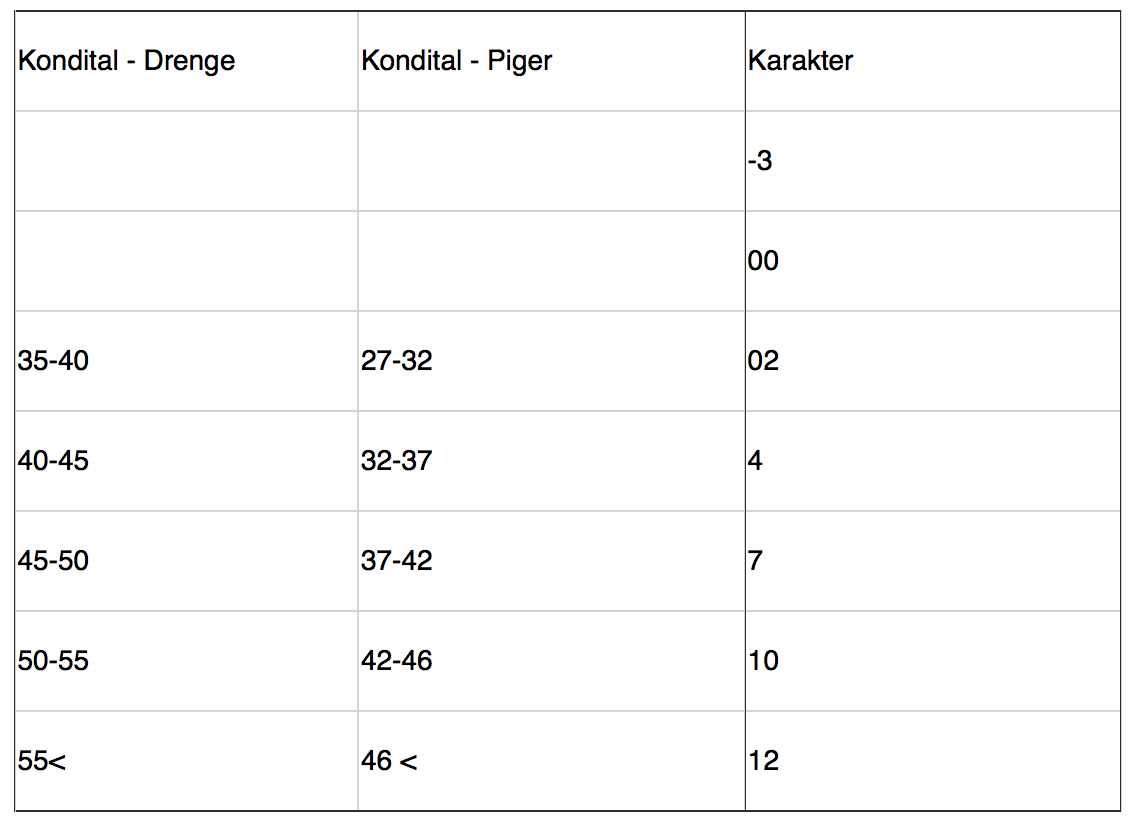 Kondital - Drenge Kondital - Piger Karakter
-3
00
35-40 27-32 02
40-45 32-37 4
45-50 37-42 7
50-55 42-46 10
55< 46 < 12